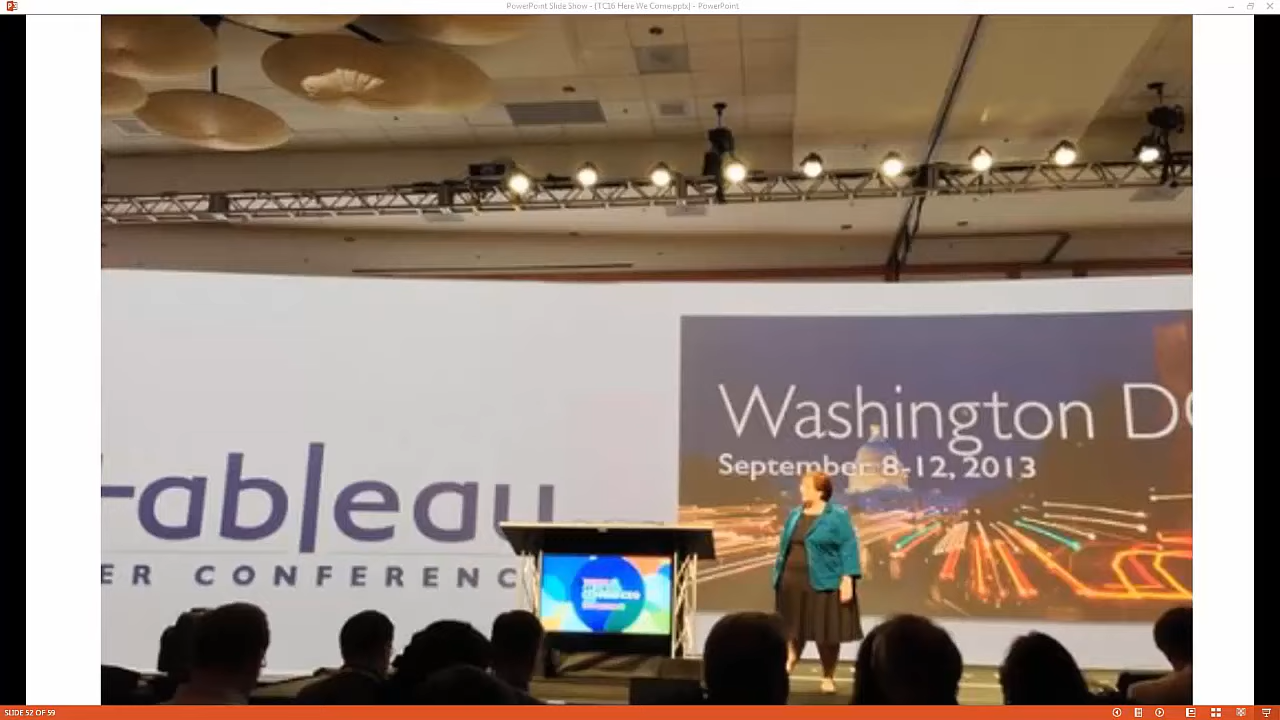 PowerPoint Slide Show - [TC16 Here We Come.pptx] - PowerPoint
Washington D
September 8-12, 2013
tableau
ER CONFERENC
SLIDE 52 OF 59